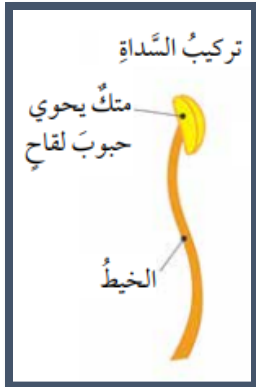 تركيبُ السَّداةِ
متكٌ يحوي
حبوبَ لقاحٍ
الخيطُ